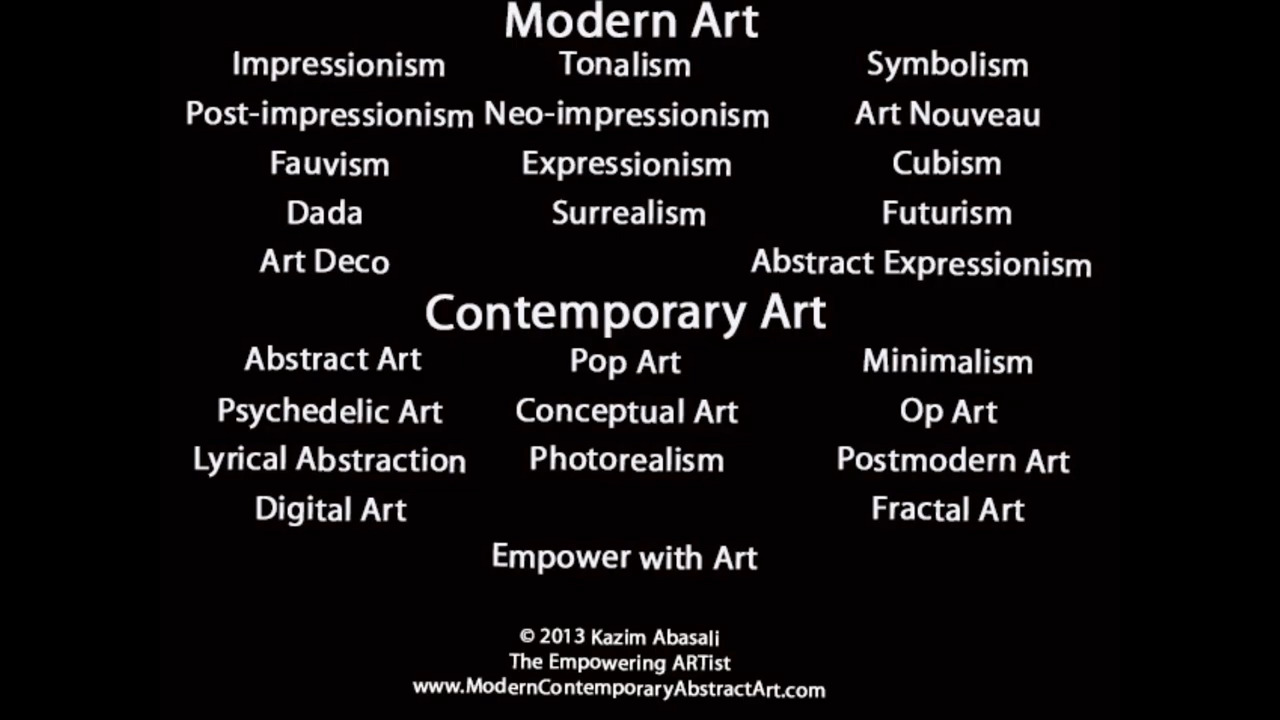 Modern Art
Impressionism Tonalism Symbolism
Post-impressionism Neo-impressionism Art Nouveau
Fauvism Expressionism Cubism
Dada Surrealism Futurism
Art Deco Abstract Expressionism
Contemporary Art
Abstract Art Pop Art Minimalism
Psychedelic Art Conceptual Art Op Art
Lyrical Abstraction Photorealism Postmodern Art
Digital Art Fractal Art
Empower with Art
© 2013 Kazim Abasali
The Empowering ARTist
www.ModernContemporaryAbstractArt.com